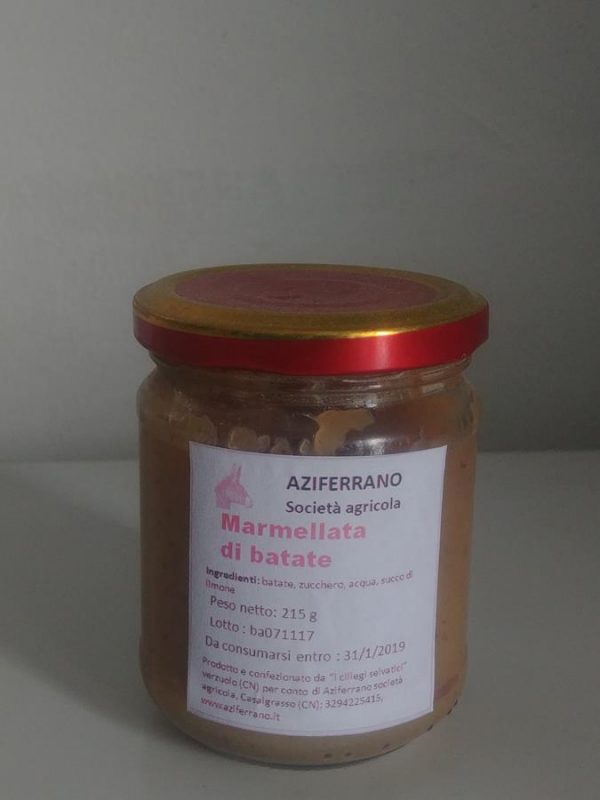 AZIFERRANO
Società agricola
Marmellata
di batate
Ingredienti: batate, zucchero, acqua, succo di
limone
Peso netto: 215 g
Lotto : ba071117
Da consumarsi entro : 31/1/2019
Prodotto e confezionato da "i ciliegi selvatici"
verzuolo (CN) per conto di Aziferrano società
agricola, Casalgrasso (CN); 3294225415,
www.aziferrano.it